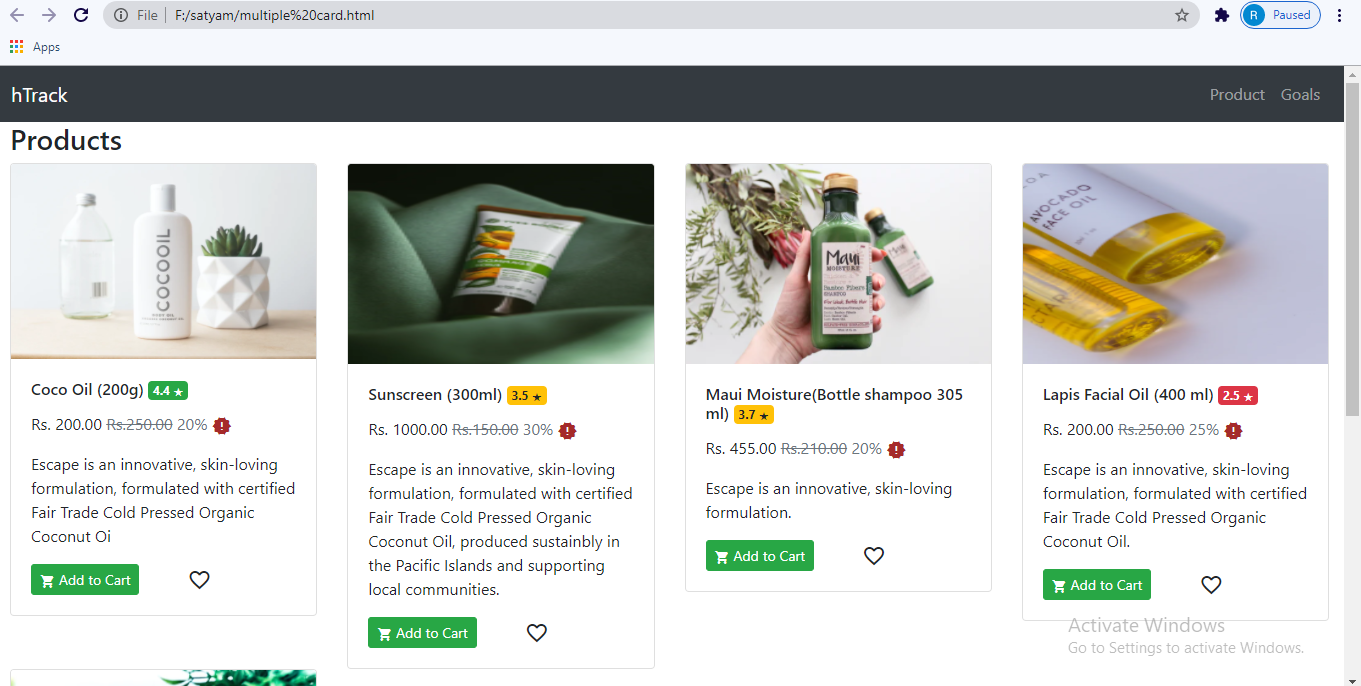 File | F:/satyam/multiple%20card.html
R Paused
Apps
hTrack
Product Goals
Products
COCOOIL
Maui
MOISTURE
Bamboo Fibers
SHAMPOO
AVOCADO
FACE OIL
Coco Oil (200g) 4.4 ★
Rs. 200.00 Rs.250.00 20%
Escape is an innovative, skin-loving
formulation, formulated with certified
Fair Trade Cold Pressed Organic
Coconut Oi
Add to Cart
Sunscreen (300ml) 3.5 ★
Rs. 1000.00 Rs.150.00 30%
Escape is an innovative, skin-loving
formulation, formulated with certified
Fair Trade Cold Pressed Organic
Coconut Oil, produced sustainbly in
the Pacific Islands and supporting
local communities.
Add to Cart
Maui Moisture(Bottle shampoo 305
ml) 3.7 ★
Rs. 455.00 Rs.210.00 20%
Escape is an innovative, skin-loving
formulation.
Add to Cart
Lapis Facial Oil (400 ml) 2.5 ★
Rs. 200.00 Rs.250.00 25%
Escape is an innovative, skin-loving
formulation, formulated with certified
Fair Trade Cold Pressed Organic
Coconut Oil.
Add to Cart
Activate Windows
Go to Settings to activate Windows.